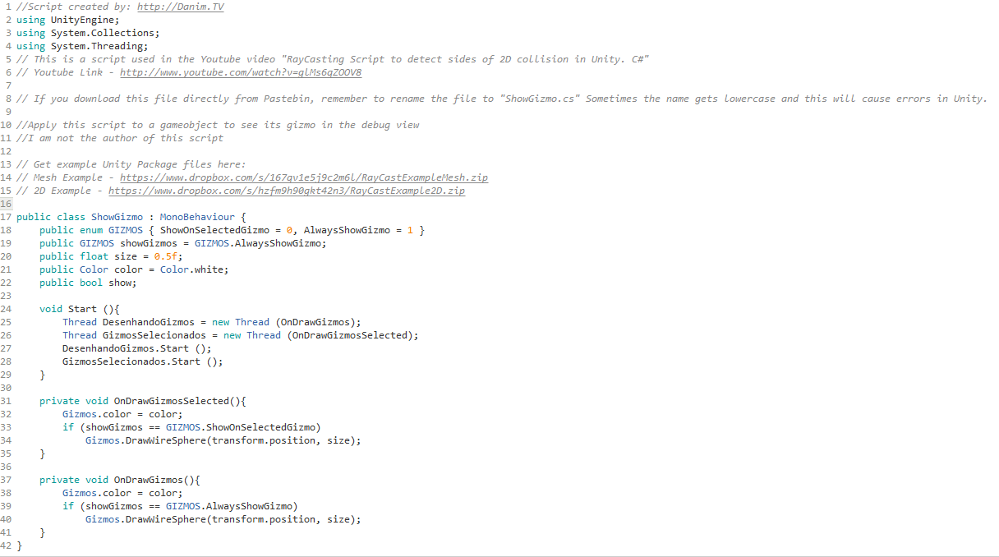 1 //Script created by: http://Danim.TV
2 using UnityEngine;
3 using System.Collections;
4 using System.Threading;
5 // This is a script used in the Youtube video "RayCasting Script to detect sides of 2D collision in Unity. C#"
6 // Youtube Link - http://www.youtube.com/watch?v=glMs6gZOOV8
7
8 // If you download this file directly from Pastebin, remember to rename the file to "ShowGizmo.cs" Sometimes the name gets lowercase and this will cause errors in Unity.
9
10 //Apply this script to a gameobject to see its gizmo in the debug view
11 //I am not the author of this script
12
13 // Get example Unity Package files here:
14 // Mesh Example - https://www.dropbox.com/s/167qv1e5j9c2m6l/RayCastExampleMesh.zip
15 // 2D Example - https://www.dropbox.com/s/hzfm9h90gkt42n3/RayCastExample2D.zip
16
17 public class ShowGizmo : MonoBehaviour {
18 public enum GIZMOS { ShowOnSelectedGizmo = 0, AlwaysShowGizmo = 1 }
19 public GIZMOS showGizmos = GIZMOS.AlwaysShowGizmo;
20 public float size = 0.5f;
21 public Color color = Color.white;
22 public bool show;
23
24 void Start (){
25 Thread DesenhandoGizmos = new Thread (OnDrawGizmos);
26 Thread GizmosSelecionados = new Thread (OnDrawGizmosSelected);
27 DesenhandoGizmos.Start ();
28 GizmosSelecionados.Start ();
29 }
30
31 private void OnDrawGizmosSelected(){
32 Gizmos.color = color;
33 if (showGizmos == GIZMOS.ShowOnSelectedGizmo)
34 Gizmos.DrawWireSphere(transform.position, size);
35 }
36
37 private void OnDrawGizmos(){
38 Gizmos.color = color;
39 if (showGizmos == GIZMOS.AlwaysShowGizmo)
40 Gizmos.DrawWireSphere(transform.position, size);
41 }
42 }